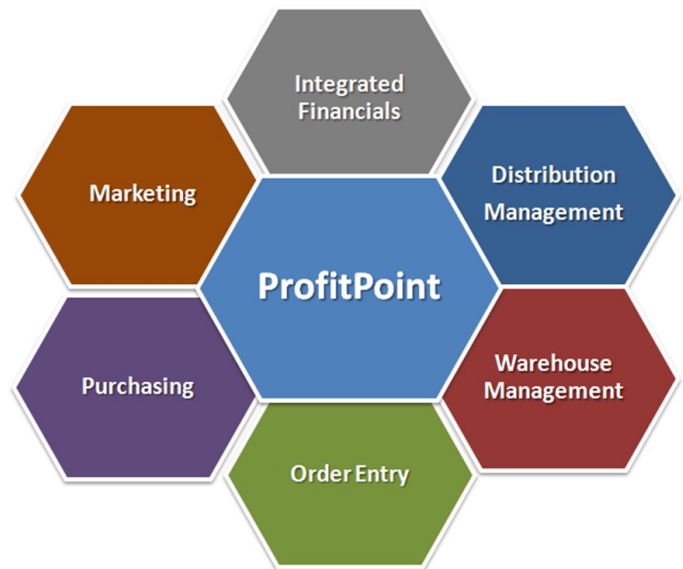 Integrated
Financials
Distribution
Management
Marketing
ProfitPoint
Warehouse
Management
Purchasing
Order Entry